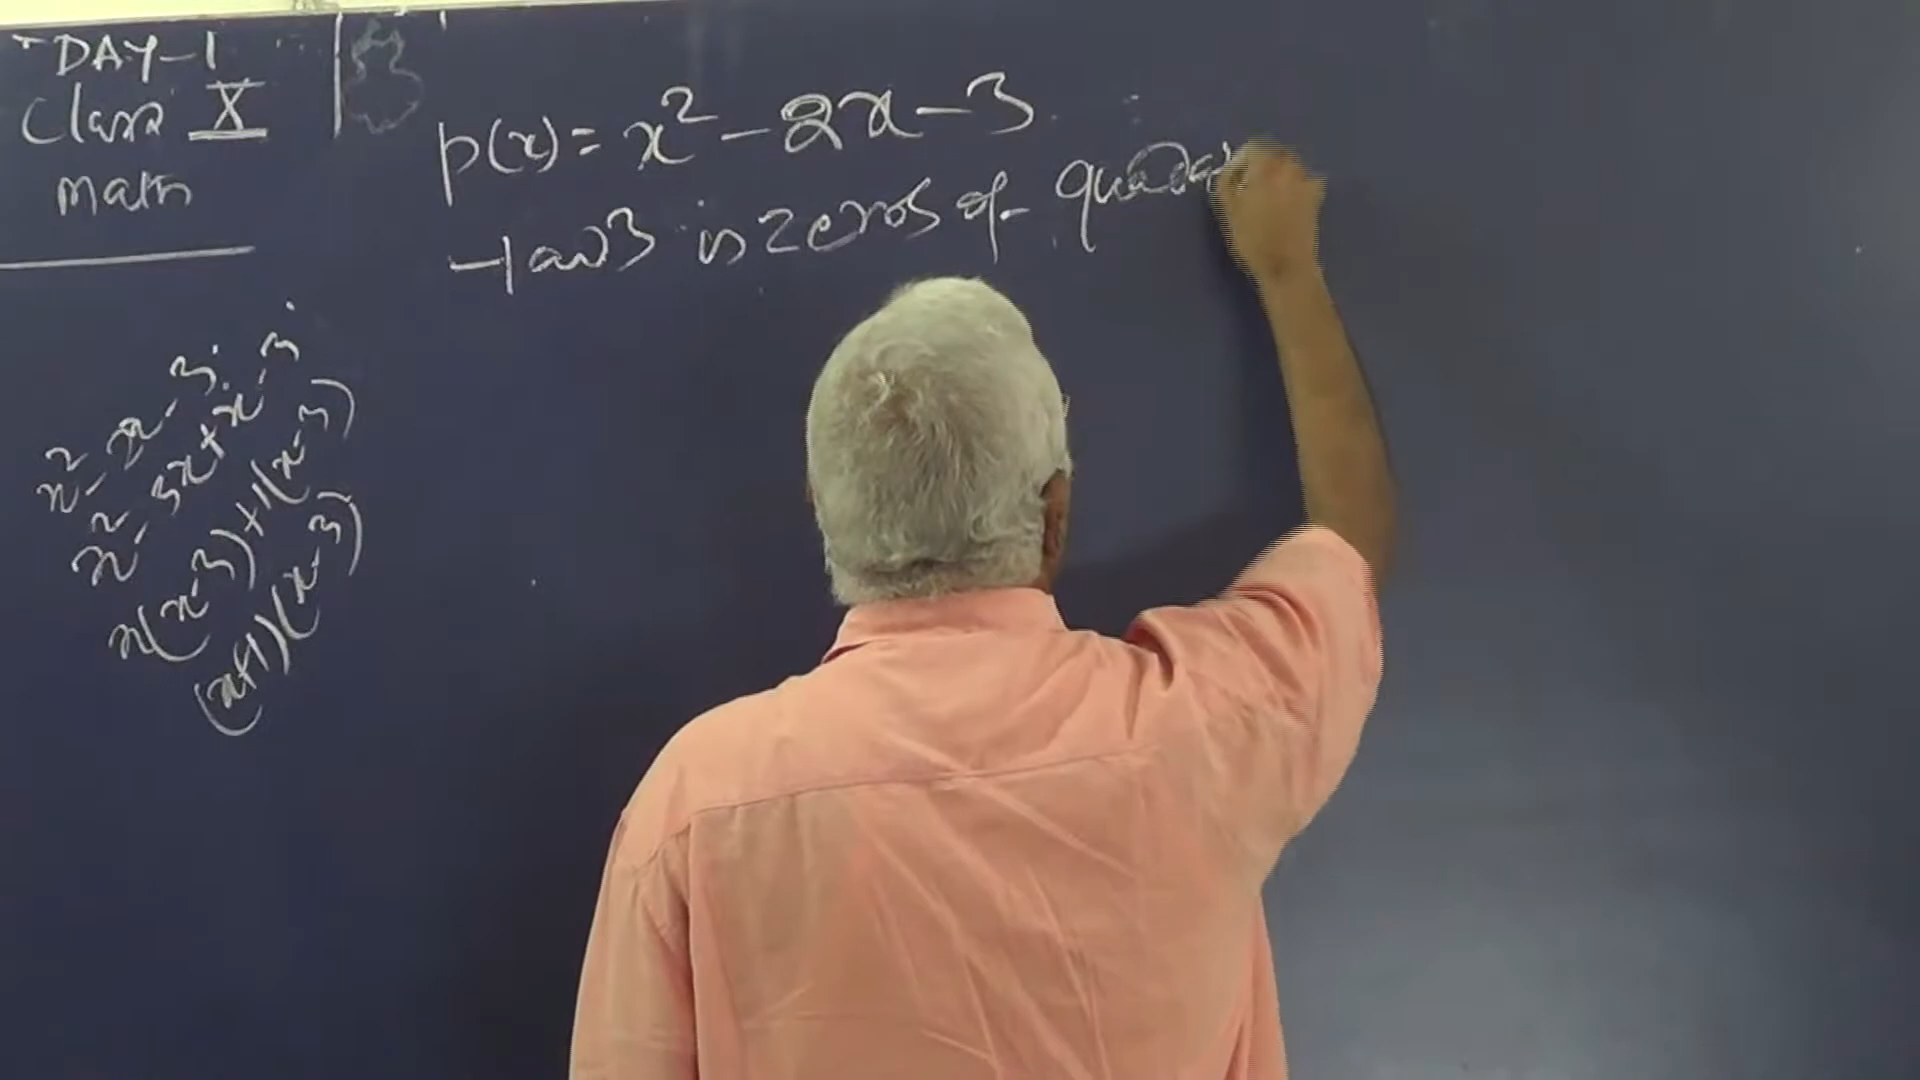 DAY-1
Class X
Math
p(x) = x² - 2x - 3
-1 and 3 is zeros of
x² - 2x - 3
x² - 3x + x - 3
x(x-3)+1(x-3)
(x+1)(x-3)